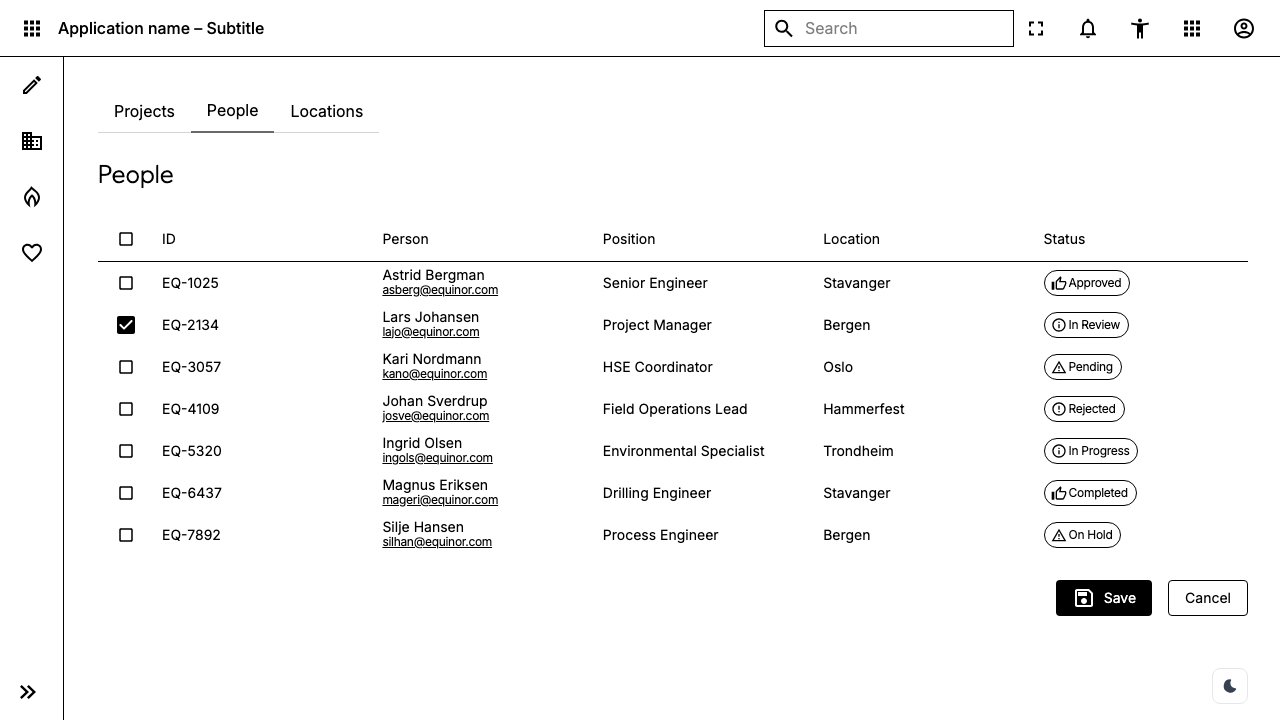 Application name – Subtitle
Search
Projects People Locations
People
ID Person Position Location Status
EQ-1025 Astrid Bergman Senior Engineer Stavanger Approved
asberg@equinor.com
EQ-2134 Lars Johansen Project Manager Bergen In Review
lajo@equinor.com
EQ-3057 Kari Nordmann HSE Coordinator Oslo Pending
kano@equinor.com
EQ-4109 Johan Sverdrup Field Operations Lead Hammerfest Rejected
josve@equinor.com
EQ-5320 Ingrid Olsen Environmental Specialist Trondheim In Progress
ingols@equinor.com
EQ-6437 Magnus Eriksen Drilling Engineer Stavanger Completed
mageri@equinor.com
EQ-7892 Silje Hansen Process Engineer Bergen On Hold
silhan@equinor.com
Save Cancel